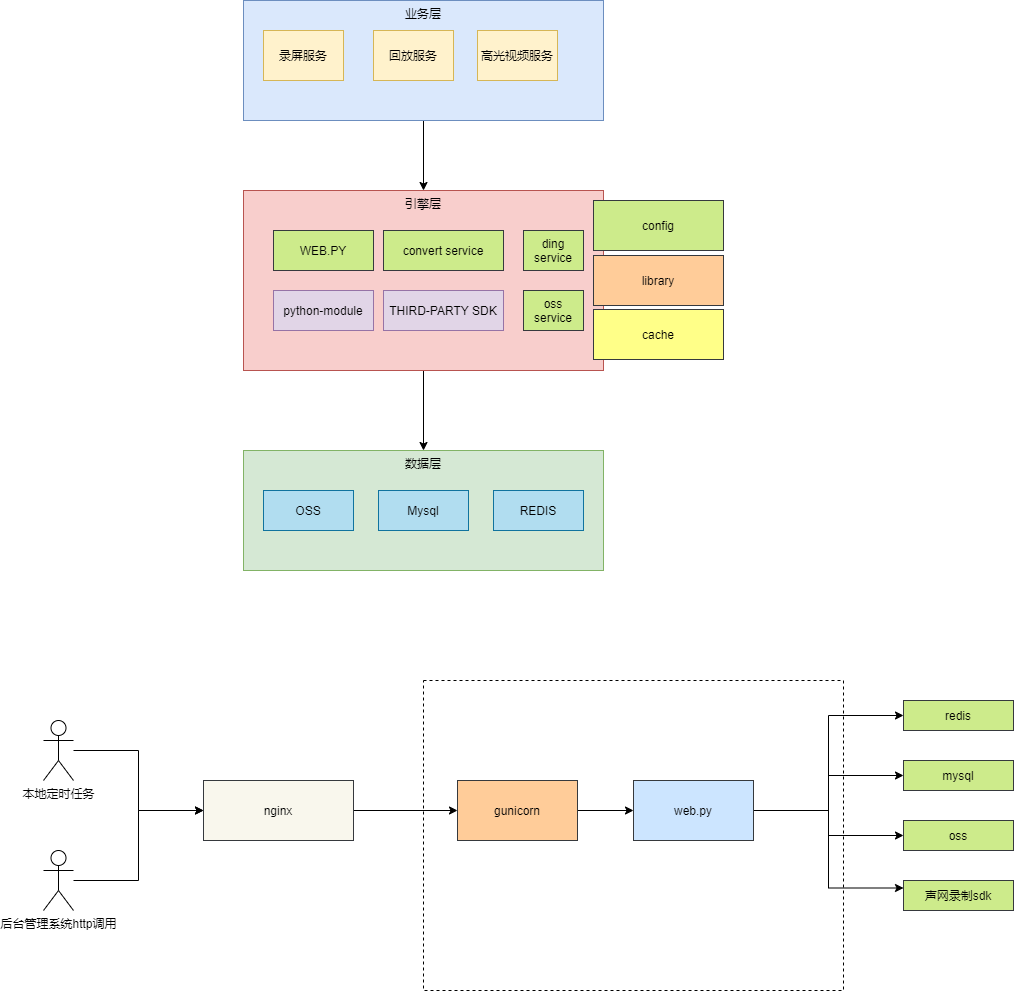 业务层
录屏服务
回放服务
高光视频服务
引擎层
WEB.PY
convert service
ding
service
config
library
python-module
THIRD-PARTY SDK
oss
service
cache
数据层
OSS
Mysql
REDIS
本地定时任务
后台管理系统http调用
nginx
gunicorn
web.py
redis
mysql
oss
声网录制sdk